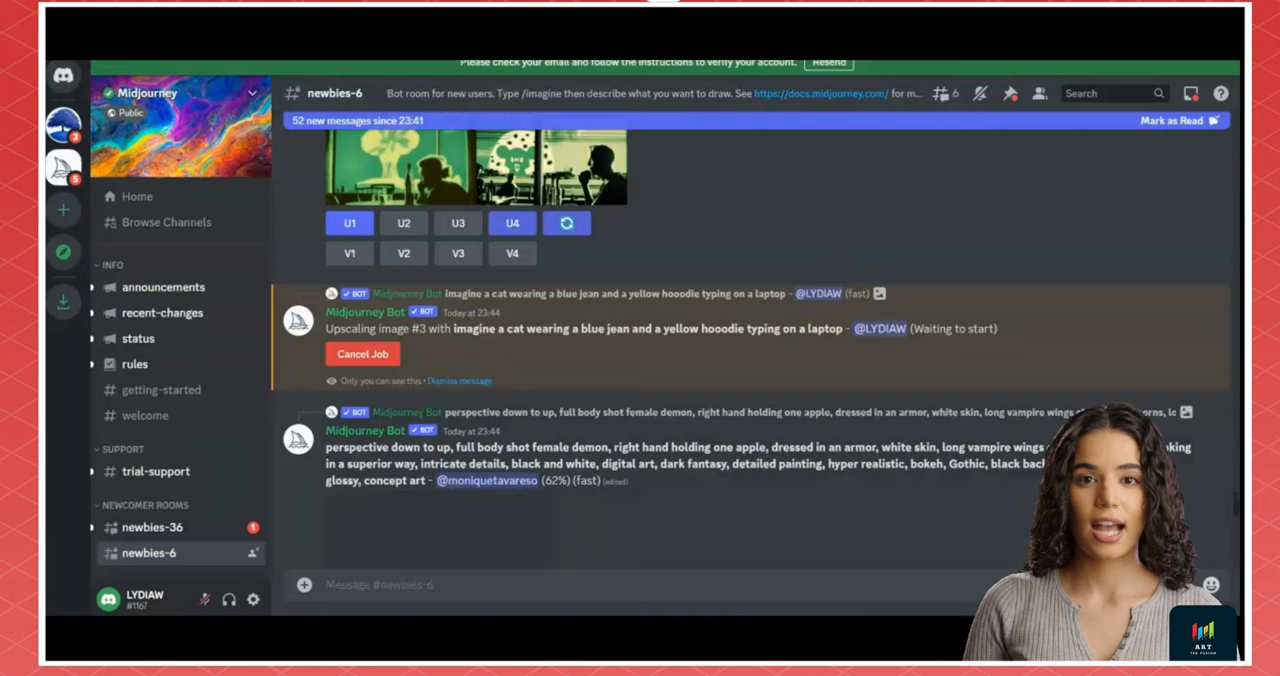 Please check your email and follow the instructions to verify your account.
Resend
Midjourney
Public
newbies-6
Bot room for new users. Type /imagine then describe what you want to draw. See https://docs.midjourney.com/ for m...
6
Search
52 new messages since 23:41
Mark as Read
3
5
Home
Browse Channels
INFO
announcements
recent-changes
status
rules
getting-started
welcome
SUPPORT
trial-support
NEWCOMER ROOMS
newbies-36
1
newbies-6
LYDIAW
#1167
U1 U2 U3 U4
V1 V2 V3 V4
BOT Midjourney Bot imagine a cat wearing a blue jean and a yellow hooodie typing on a laptop - @LYDIAW (fast)
Midjourney Bot BOT Today at 23:44
Upscaling image #3 with imagine a cat wearing a blue jean and a yellow hooodie typing on a laptop - @LYDIAW (Waiting to start)
Cancel Job
Only you can see this • Dismiss message
BOT Midjourney Bot perspective down to up, full body shot female demon, right hand holding one apple, dressed in an armor, white skin, long vampire wings
Midjourney Bot BOT Today at 23:44
perspective down to up, full body shot female demon, right hand holding one apple, dressed in an armor, white skin, long vampire wings
in a superior way, intricate details, black and white, digital art, dark fantasy, detailed painting, hyper realistic, bokeh, Gothic, black
glossy, concept art - @moniquetavareso (62%) (fast) (edited)
Message #newbies-6
ART
TEK FUSION